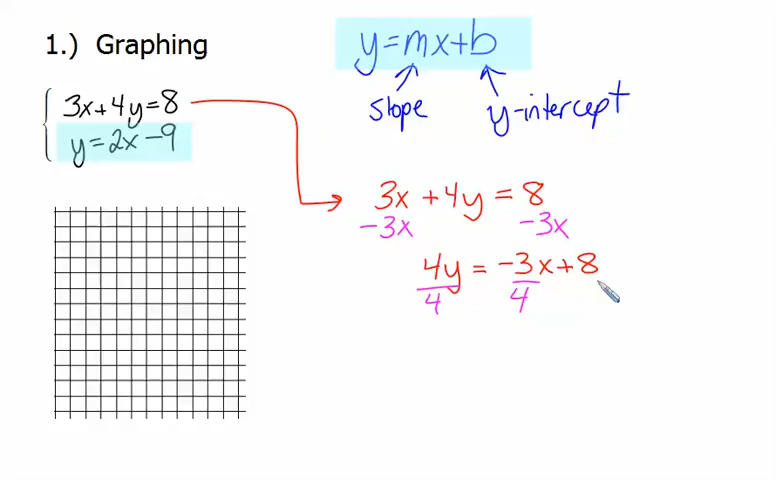 1.) Graphing
y=mx+b
slope
y-intercept
3x+4y=8
y=2x-9
3x+4y=8
-3x -3x
4y=-3x+8
4 4